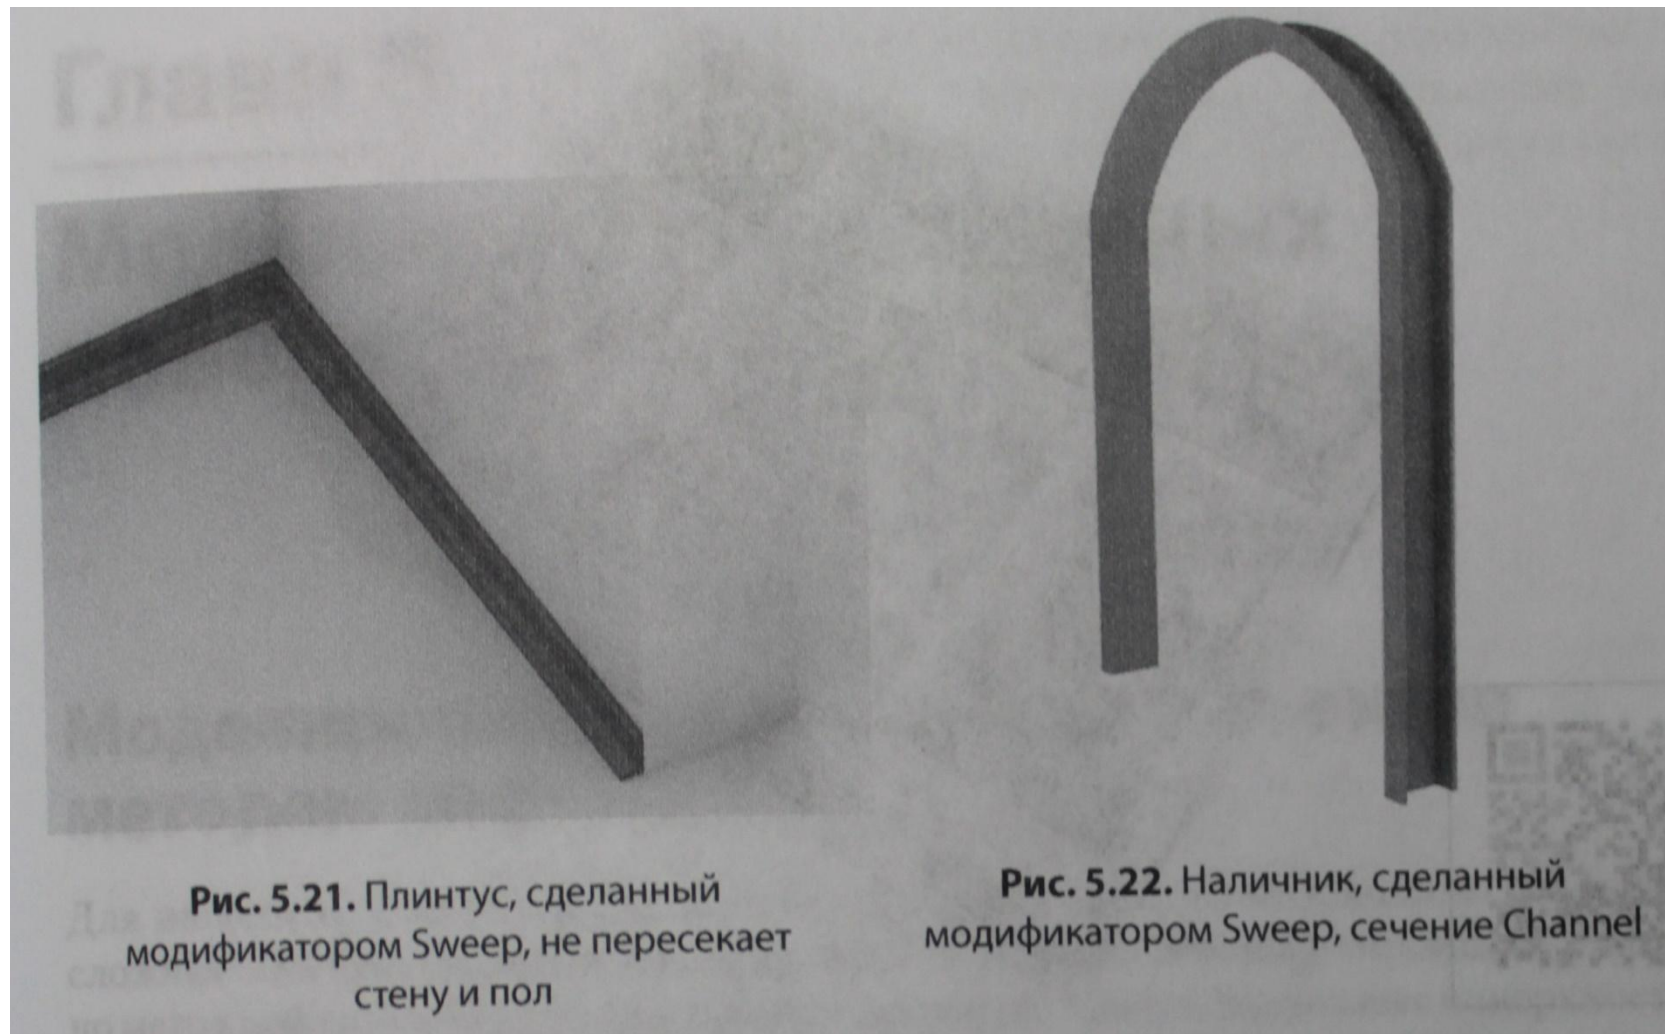 Рис. 5.21. Плинтус, сделанный
модификатором Sweep, не пересекает
стену и пол
Рис. 5.22. Наличник, сделанный
модификатором Sweep, сечение Channel